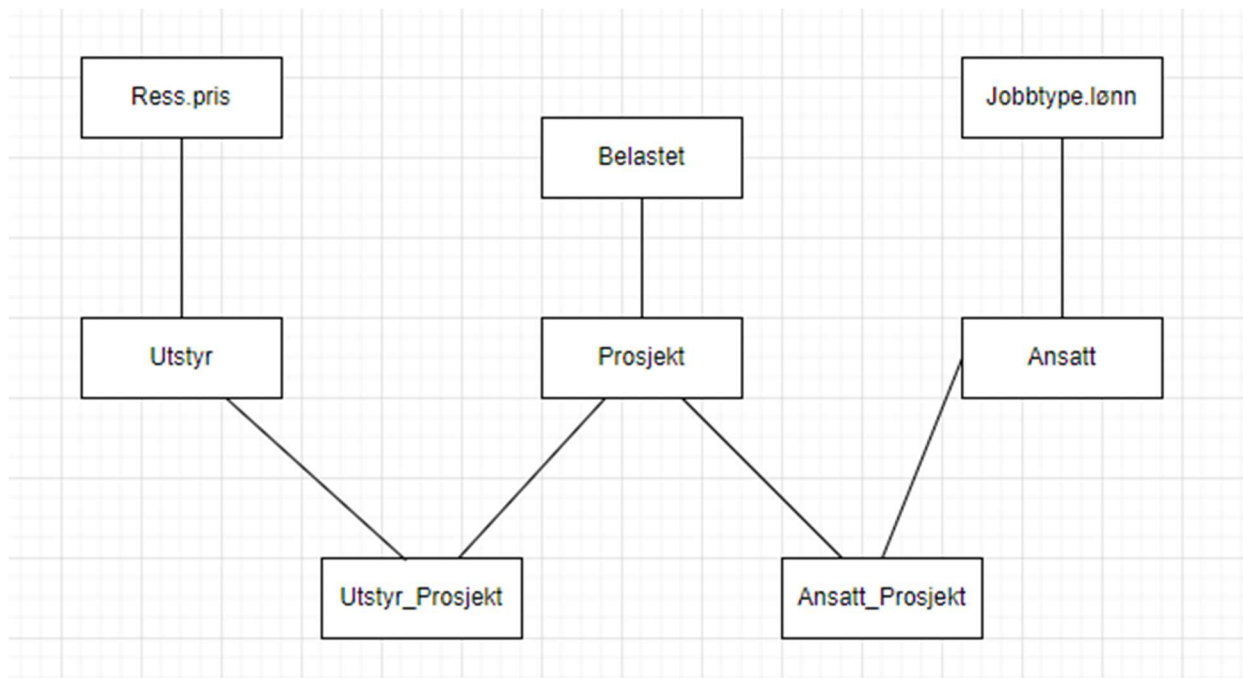 Ress.pris
Jobbtype.lønn
Belastet
Utstyr
Prosjekt
Ansatt
Utstyr_Prosjekt
Ansatt_Prosjekt